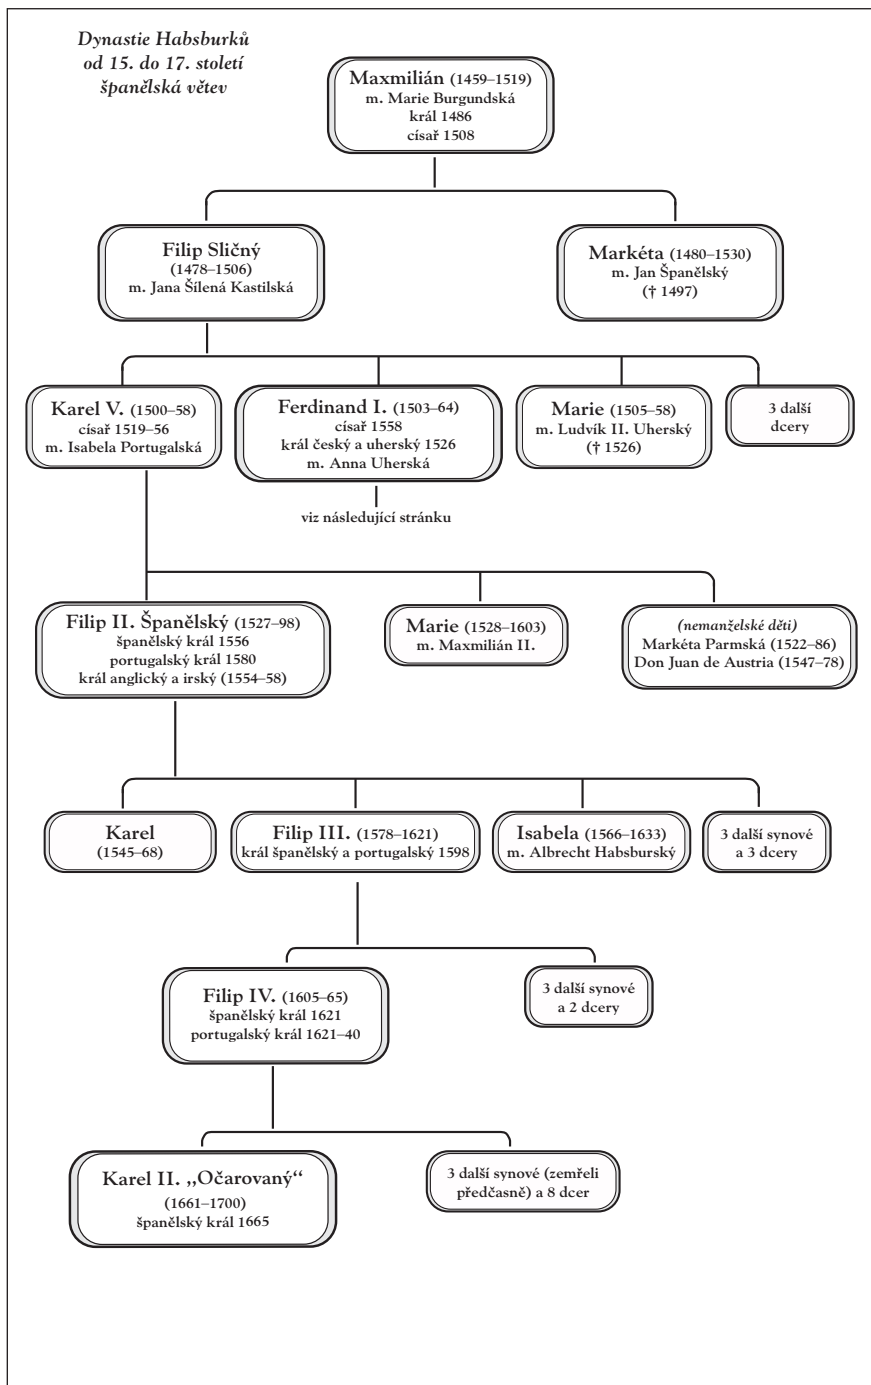 Dynastie Habsburků
od 15. do 17. století
španělská větev
Maxmilián (1459–1519)
m. Marie Burgundská
král 1486
císař 1508
Filip Sličný
(1478–1506)
m. Jana Šílená Kastilská
Markéta (1480–1530)
m. Jan Španělský
(† 1497)
Karel V. (1500–58)
císař 1519–56
m. Isabela Portugalská
Ferdinand I. (1503–64)
císař 1558
král český a uherský 1526
m. Anna Uherská
viz následující stránku
Marie (1505–58)
m. Ludvík II. Uherský
(† 1526)
3 další
dcery
Filip II. Španělský (1527–98)
španělský král 1556
portugalský král 1580
král anglický a irský (1554–58)
Marie (1528–1603)
m. Maxmilián II.
(nemanželské děti)
Markéta Parmská (1522–86)
Don Juan de Austria (1547–78)
Karel
(1545–68)
Filip III. (1578–1621)
král španělský a portugalský 1598
Isabela (1566–1633)
m. Albrecht Habsburský
3 další synové
a 3 dcery
Filip IV. (1605–65)
španělský král 1621
portugalský král 1621–40
3 další synové
a 2 dcery
Karel II. „Očarovaný“
(1661–1700)
španělský král 1665
3 další synové (zemřeli
předčasně) a 8 dcer